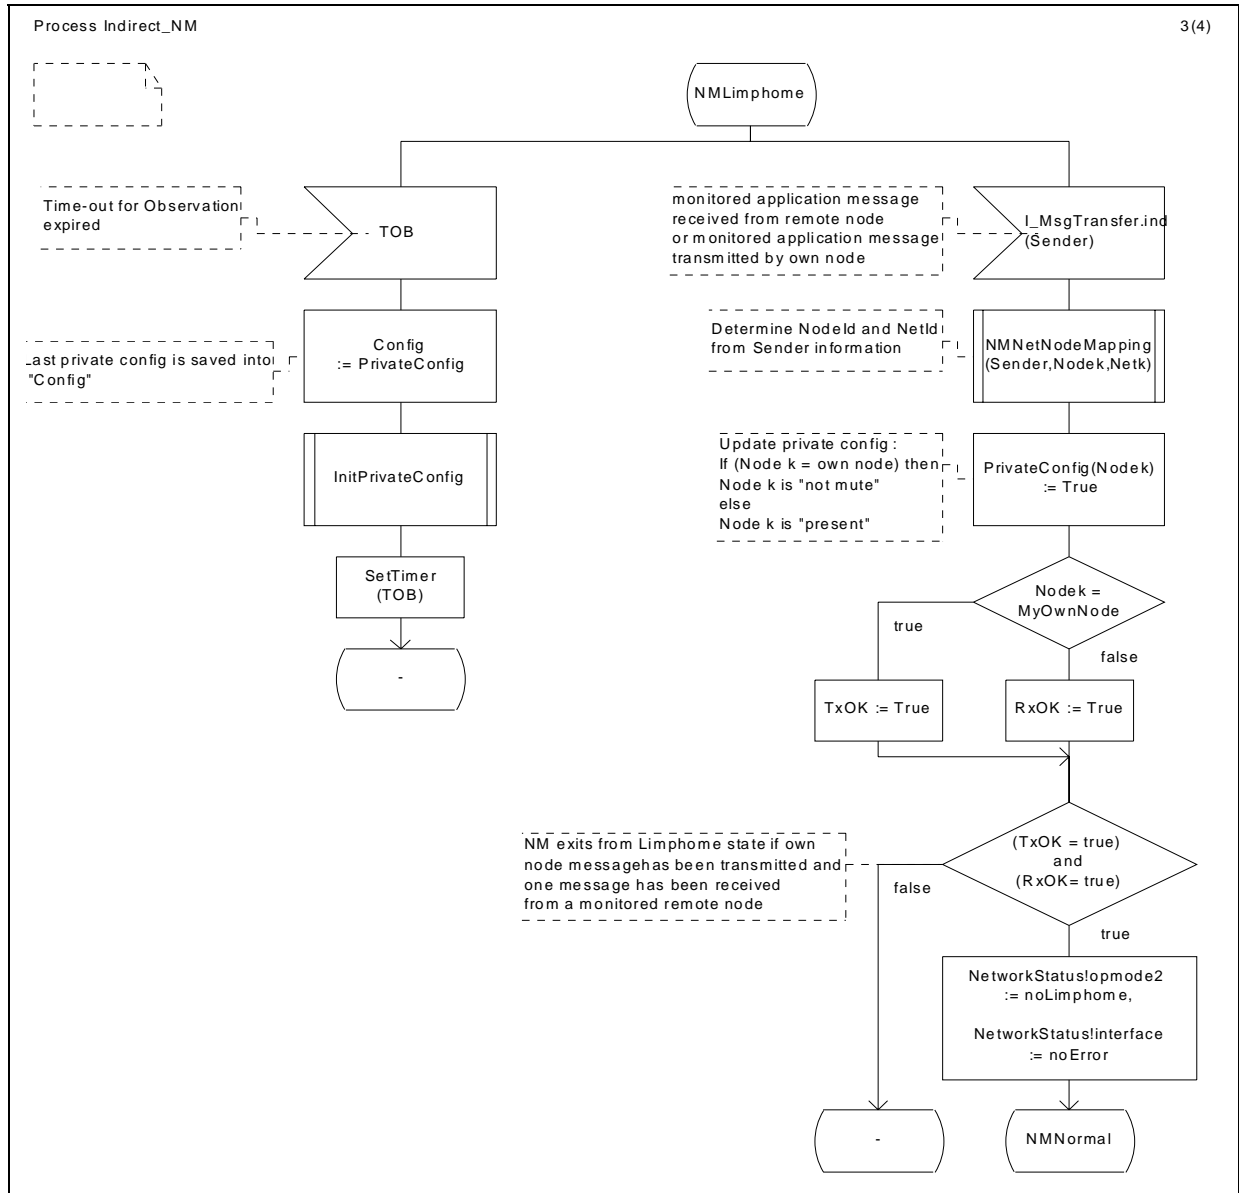 Process Indirect_NM
3(4)
NMLimphome
Time-out for Observation
expired
TOB
Config
:= PrivateConfig
Last private config is saved into
"Config"
InitPrivateConfig
SetTimer
(TOB)
-
monitored application message
received from remote node
or monitored application message
transmitted by own node
I_MsgTransfer.ind
(Sender)
Determine NodeId and NetId
from Sender information
NMNetNodeMapping
(Sender,Nodek,Netk)
Update private config :
If (Node k = own node) then
Node k is "not mute"
else
Node k is "present"
PrivateConfig(Nodek)
:= True
Nodek =
MyOwnNode
true
false
TxOK := True
RxOK := True
NM exits from Limphome state if own
node messagehas been transmitted and
one message has been received
from a monitored remote node
(TxOK = true)
and
(RxOK= true)
false
true
NetworkStatus!opmode2
:= noLimphome,
NetworkStatus!interface
:= noError
-
NMNormal